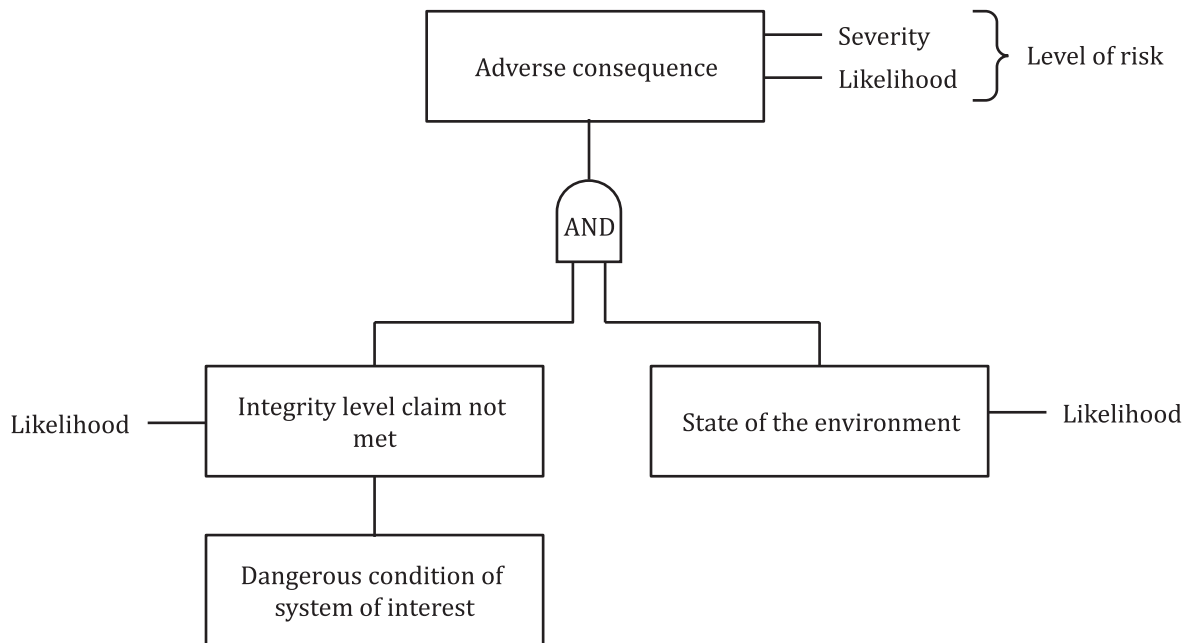 Adverse consequence
Severity
Likelihood
Level of risk
AND
Likelihood
Integrity level claim not
met
State of the environment
Likelihood
Dangerous condition of
system of interest